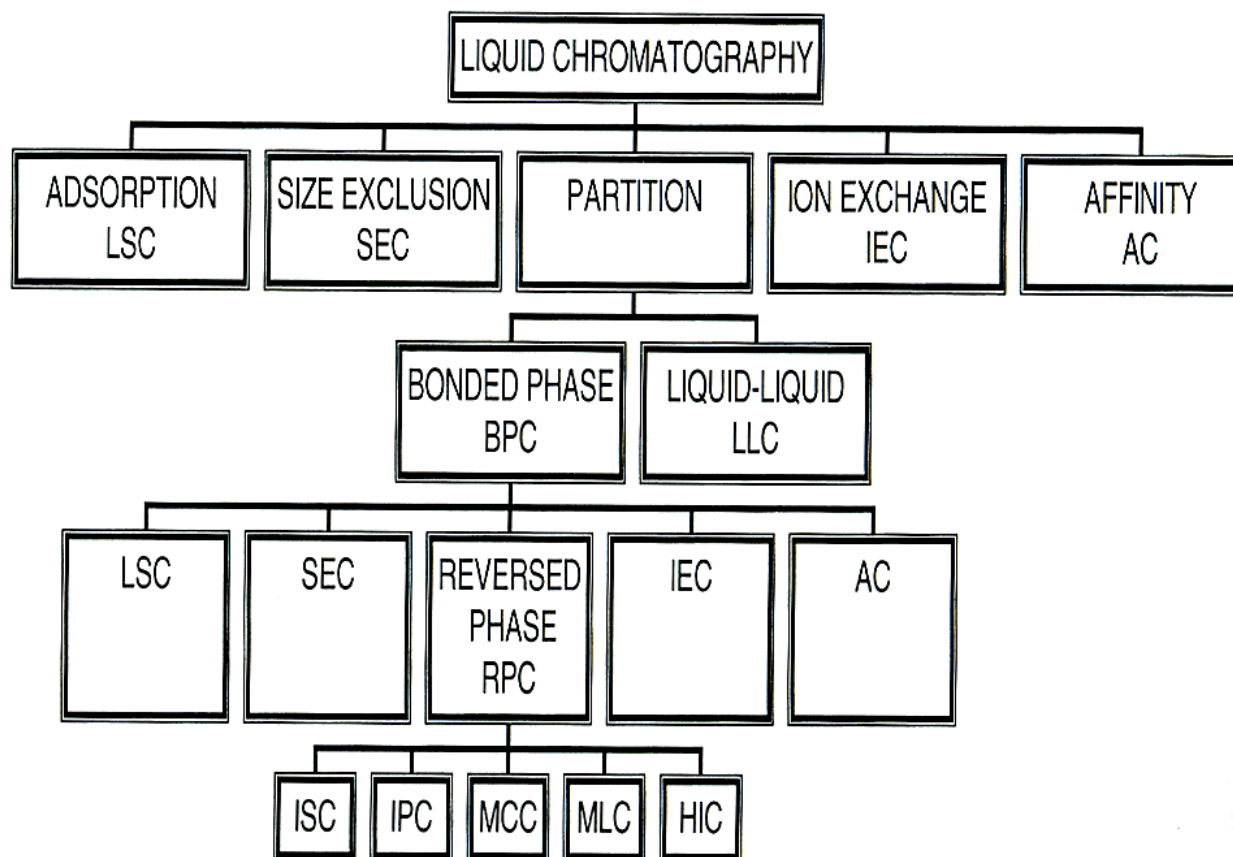 LIQUID CHROMATOGRAPHY
ADSORPTION
LSC
SIZE EXCLUSION
SEC
PARTITION
ION EXCHANGE
IEC
AFFINITY
AC
BONDED PHASE
BPC
LIQUID-LIQUID
LLC
LSC
SEC
REVERSED
PHASE
RPC
IEC
AC
ISC
IPC
MCC
MLC
HIC